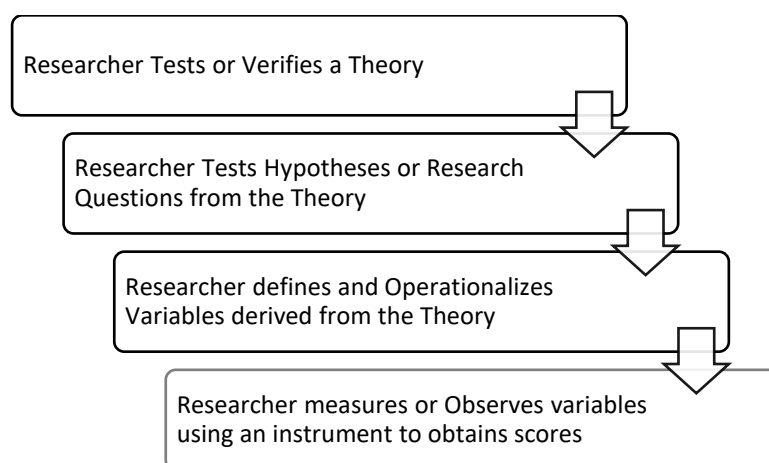 Researcher Tests or Verifies a Theory
Researcher Tests Hypotheses or Research
Questions from the Theory
Researcher defines and Operationalizes
Variables derived from the Theory
Researcher measures or Observes variables
using an instrument to obtains scores